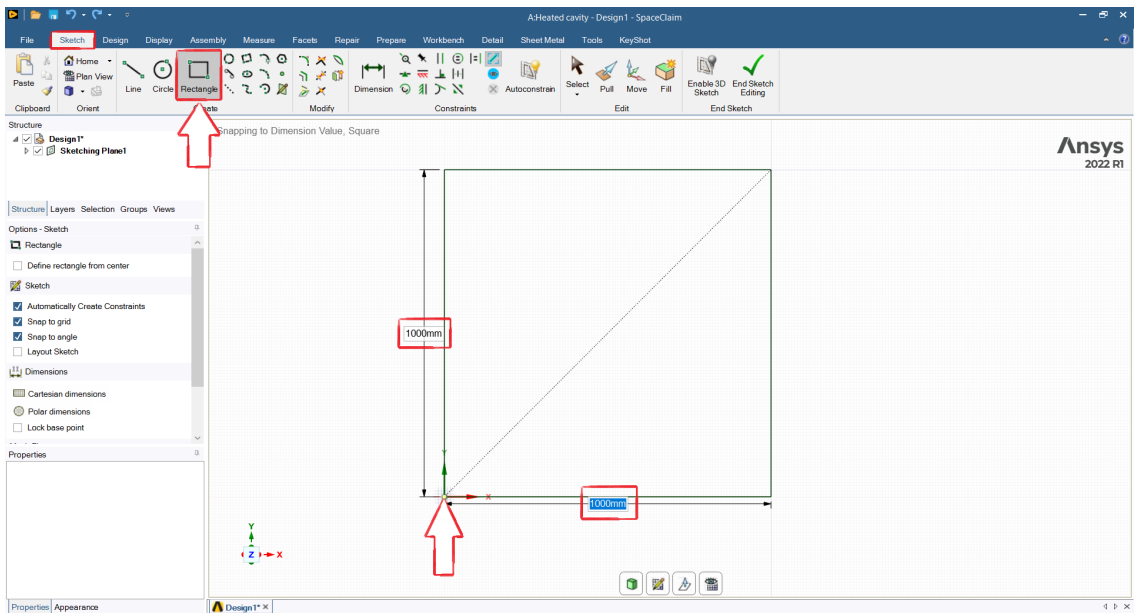 A:Heated cavity - Design1 - SpaceClaim
File Sketch Design Display Assembly Measure Facets Repair Prepare Workbench Detail Sheet Metal Tools KeyShot
Paste
Home
Plan View
Line Circle Rectangle
Dimension
Autoconstrain
Select Pull Move Fill
Enable 3D Sketch
End Sketch Editing
Clipboard Orient Modify Constraints Edit End Sketch
Structure
Design1*
Sketching Plane1
Structure Layers Selection Groups Views
Options - Sketch
Rectangle
Define rectangle from center
Sketch
Automatically Create Constraints
Snap to grid
Snap to angle
Layout Sketch
Dimensions
Cartesian dimensions
Polar dimensions
Lock base point
Properties
Properties Appearance
Snapping to Dimension Value, Square
Ansys
2022 R1
1000mm
Y
X
1000mm
Y
Z X
Design1*